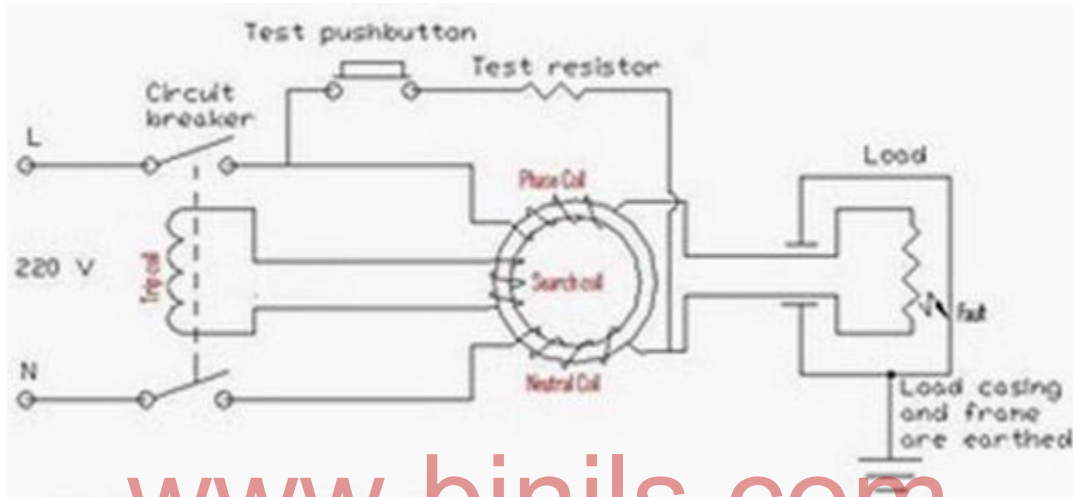 Test pushbutton
Test resistor
Circuit
breaker
L
Load
Phase Coil
220 V
Trip coil
Search coil
Fault
N
Neutral Coil
Load casing
and frame
are earthed
www.binils.com